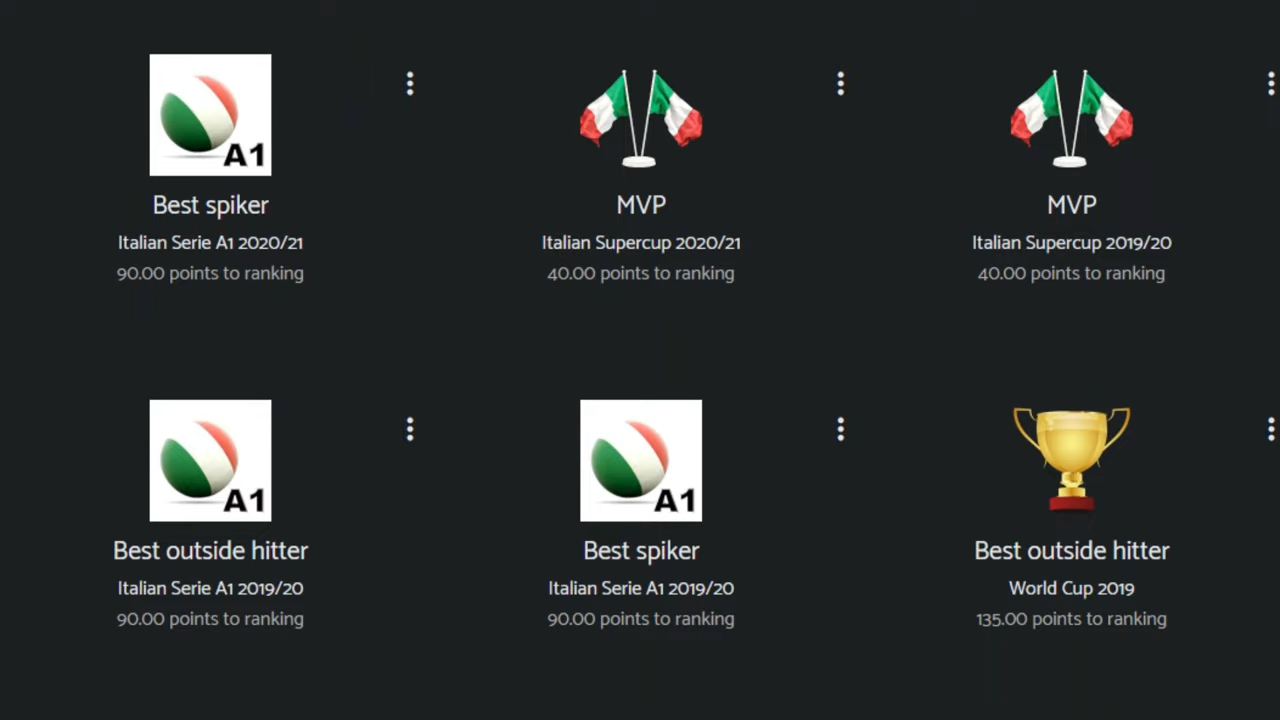 A1
Best spiker
Italian Serie A1 2020/21
90.00 points to ranking
MVP
Italian Supercup 2020/21
40.00 points to ranking
MVP
Italian Supercup 2019/20
40.00 points to ranking
A1
Best outside hitter
Italian Serie A1 2019/20
90.00 points to ranking
A1
Best spiker
Italian Serie A1 2019/20
90.00 points to ranking
Best outside hitter
World Cup 2019
135.00 points to ranking